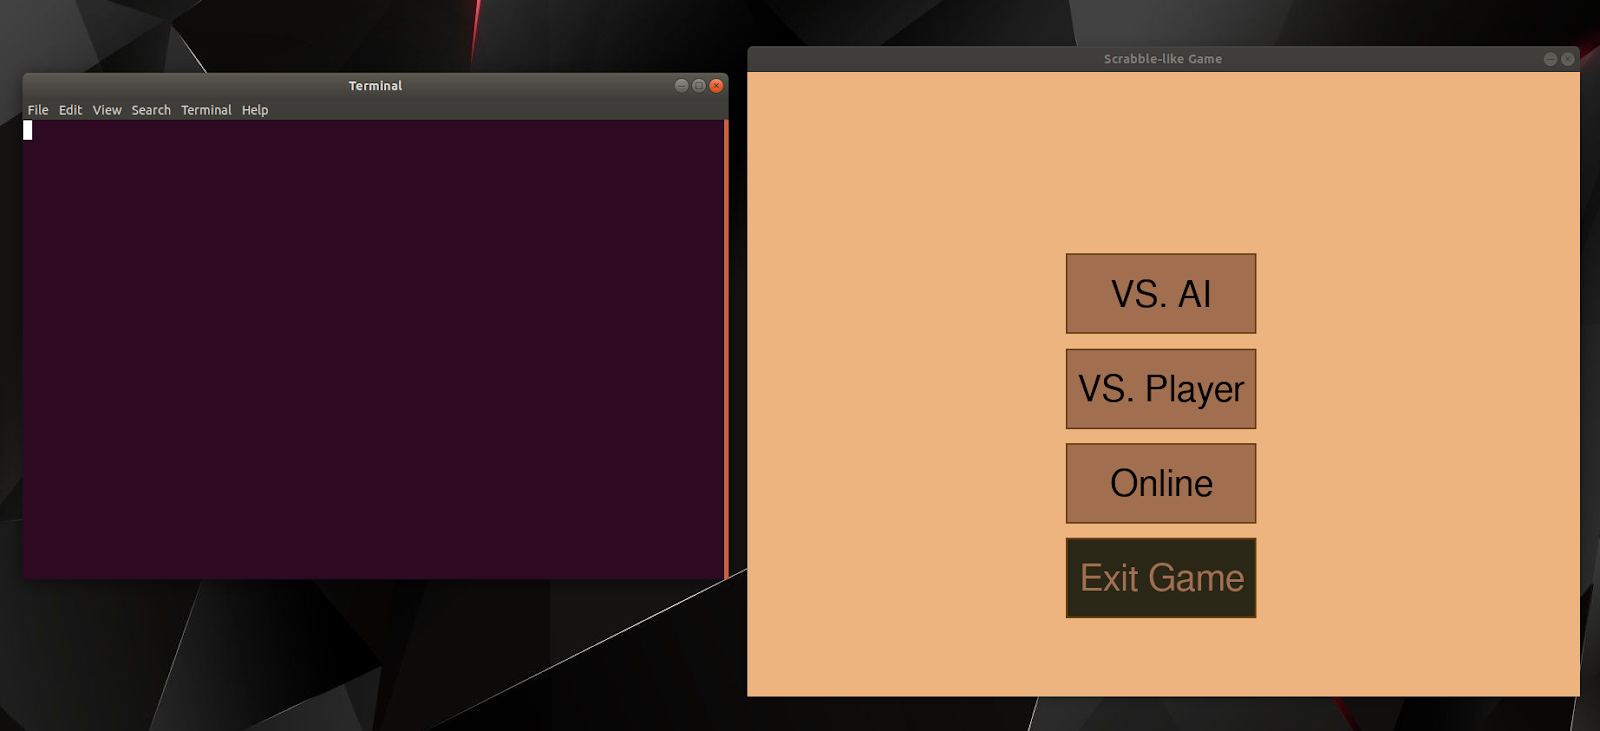 Terminal
File Edit View Search Terminal Help
Scrabble-like Game
VS. AI
VS. Player
Online
Exit Game